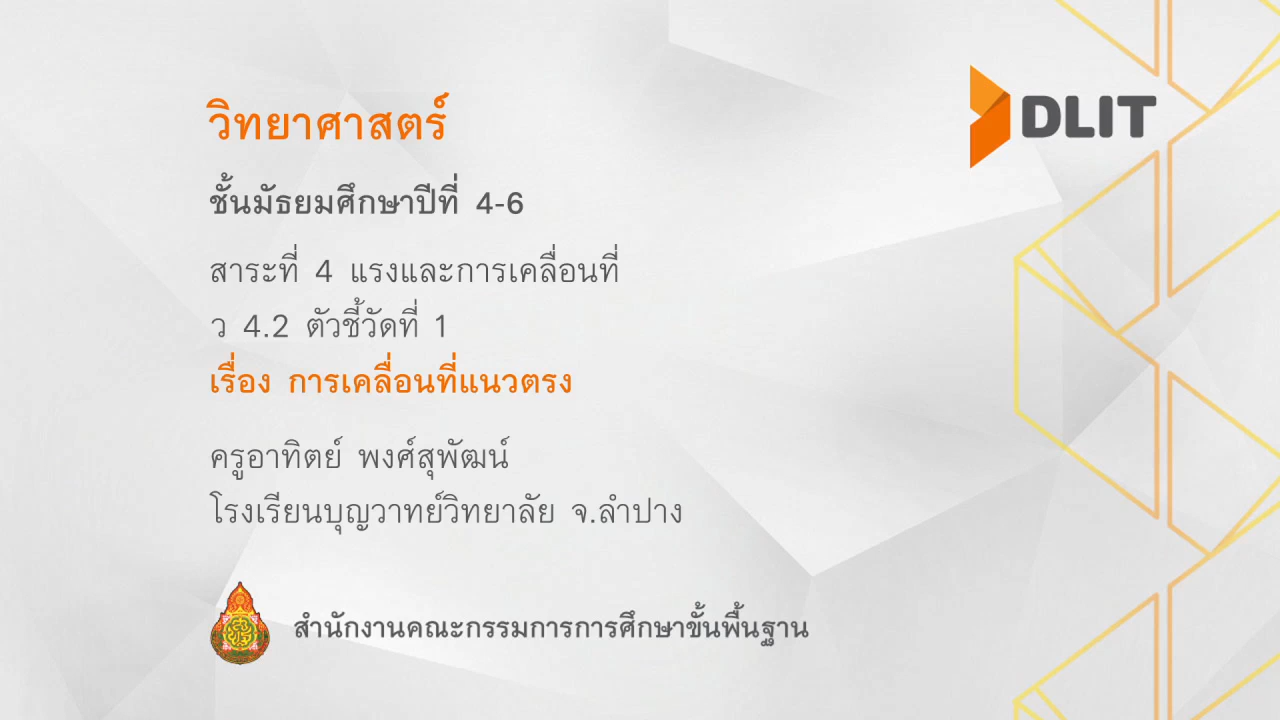 วิทยาศาสตร์
DLIT
ชั้นมัธยมศึกษาปีที่ 4-6
สาระที่ 4 แรงและการเคลื่อนที่
ว 4.2 ตัวชี้วัดที่ 1
เรื่อง การเคลื่อนที่แนวตรง
ครูอาทิตย์ พงศ์สุพัฒน์
โรงเรียนบุญวาทย์วิทยาลัย จ.ลำปาง
สำนักงานคณะกรรมการการศึกษาขั้นพื้นฐาน